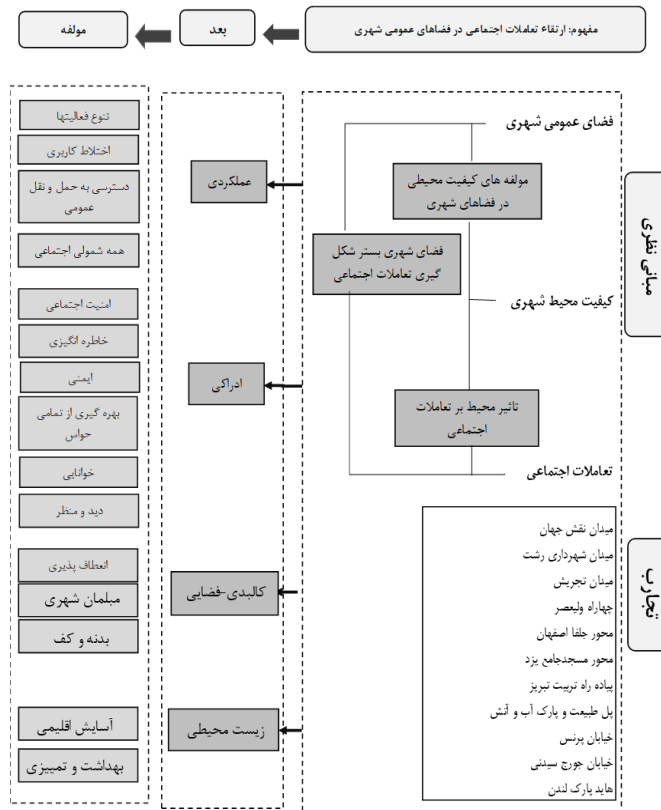 مفهوم: ارتقاء تعاملات اجتماعی در فضاهای عمومی شهری
بعد
مولفه
مبانی نظری
فضای عمومی شهری
مولفه های کیفیت محیطی
در فضاهای شهری
فضای شهری بستر شکل
گیری تعاملات اجتماعی
کیفیت محیط شهری
تاثیر محیط بر تعاملات
اجتماعی
تعاملات اجتماعی
تجارب
میدان نقش جهان
میدان شهرداری رشت
میدان تجریش
چهاراه ولیعصر
محور جلفا اصفهان
محور مسجدجامع یزد
پیاده راه تربیت تبریز
پل طبیعت و پارک آب و آتش
خیابان پرنس
خیابان جورج سیدنی
هاید پارک لندن
عملکردی
ادراکی
کالبدی-فضایی
زیست محیطی
تنوع فعالیتها
اختلاط کاربری
دسترسی به حمل و نقل
عمومی
همه شمولی اجتماعی
امنیت اجتماعی
خاطره انگیزی
ایمنی
بهره گیری از تمامی
حواس
خوانایی
دید و منظر
انعطاف پذیری
مبلمان شهری
بدنه و کف
آسایش اقلیمی
بهداشت و تمییزی